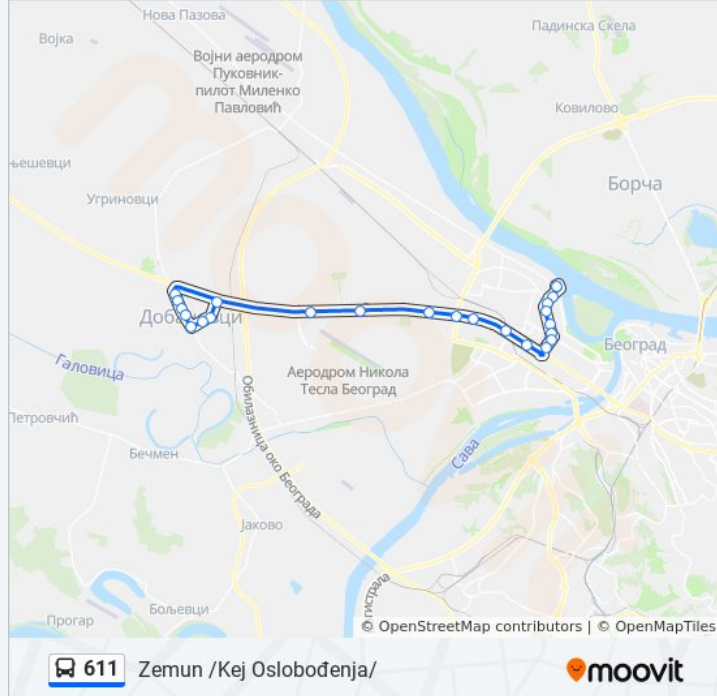 Нова Пазова
Војка
Падинска Скела
Војни аеродром
Пуковник-
пилот Миленко
Павловић
Ковилово
њешевци
Борча
Угриновци
Добановци
Београд
Галовица
Аеродром Никола
Тесла Београд
Петровчић
Обилазница око Београда
Бечмен
Сава
Јаково
Бољевци
Прогар
гистрала
© OpenStreetMap contributors | © OpenMapTiles
611 Zemun /Kej Oslobođenja/
moovit